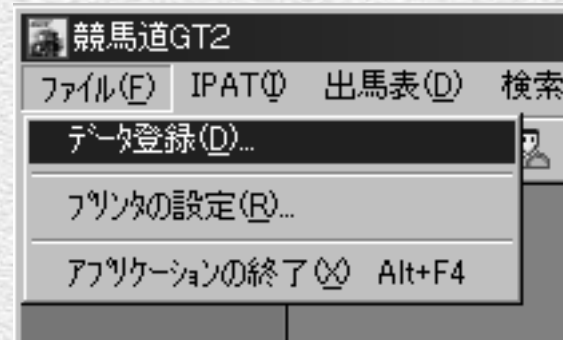 競馬道GT2
ファイル(F) IPAT(I) 出馬表(D) 検索
データ登録(D)...
プリンタの設定(R)...
アプリケーションの終了(X) Alt+F4